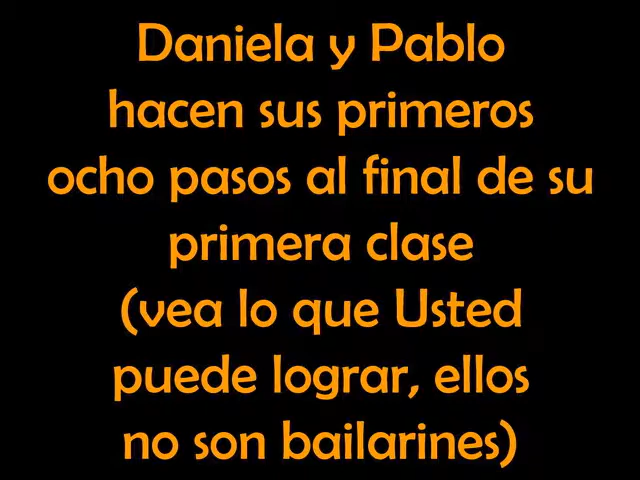 Daniela y Pablo
hacen sus primeros
ocho pasos al final de su
primera clase
(vea lo que Usted
puede lograr, ellos
no son bailarines)